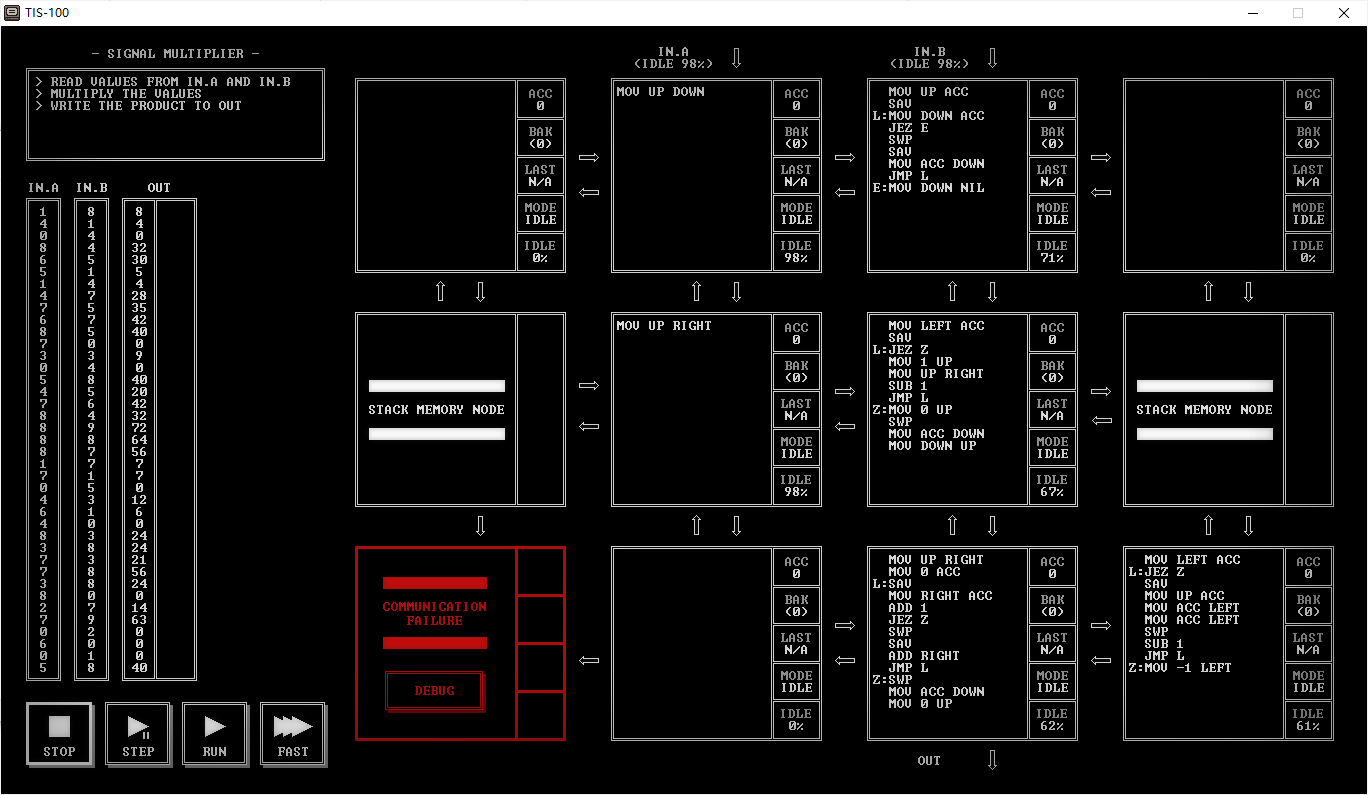 TIS-100
- SIGNAL MULTIPLIER -
> READ VALUES FROM IN.A AND IN.B
> MULTIPLY THE VALUES
> WRITE THE PRODUCT TO OUT
IN.A IN.B OUT
1 8 8
4 1 4
0 4 0
8 4 32
6 5 30
5 1 5
1 4 4
4 7 28
7 5 35
6 7 42
8 5 40
7 0 0
3 3 9
0 4 0
5 8 40
4 5 20
7 6 42
8 4 32
8 9 72
8 8 64
8 7 56
1 7 7
7 1 7
0 5 0
4 3 12
6 1 6
4 0 0
8 3 24
3 8 24
7 3 21
7 8 56
3 8 24
8 0 0
2 7 14
7 9 63
0 2 0
6 0 0
0 1 0
5 8 40
STOP
STEP
RUN
FAST
IN.A
(IDLE 98%)
IN.B
(IDLE 98%)
ACC
0
BAK
(0)
LAST
N/A
MODE
IDLE
IDLE
0%
MOV UP DOWN
ACC
0
BAK
(0)
LAST
N/A
MODE
IDLE
IDLE
98%
MOV UP ACC
SAV
L:MOV DOWN ACC
JEZ E
SWP
SAV
MOV ACC DOWN
JMP L
E:MOV DOWN NIL
ACC
0
BAK
(0)
LAST
N/A
MODE
IDLE
IDLE
71%
ACC
0
BAK
(0)
LAST
N/A
MODE
IDLE
IDLE
0%
STACK MEMORY NODE
MOV UP RIGHT
ACC
0
BAK
(0)
LAST
N/A
MODE
IDLE
IDLE
98%
MOV LEFT ACC
SAV
L:JEZ Z
MOV 1 UP
MOV UP RIGHT
SUB 1
JMP L
Z:MOV 0 UP
SWP
MOV ACC DOWN
MOV DOWN UP
ACC
0
BAK
(0)
LAST
N/A
MODE
IDLE
IDLE
67%
STACK MEMORY NODE
COMMUNICATION
FAILURE
DEBUG
ACC
0
BAK
(0)
LAST
N/A
MODE
IDLE
IDLE
0%
MOV UP RIGHT
MOV 0 ACC
L:SAV
MOV RIGHT ACC
ADD 1
JEZ Z
SWP
SAV
ADD RIGHT
JMP L
Z:SWP
MOV ACC DOWN
MOV 0 UP
ACC
0
BAK
(0)
LAST
N/A
MODE
IDLE
IDLE
62%
MOV LEFT ACC
L:JEZ Z
SAV
MOV UP ACC
MOV ACC LEFT
MOV ACC LEFT
SWP
SUB 1
JMP L
Z:MOV -1 LEFT
ACC
0
BAK
(0)
LAST
N/A
MODE
IDLE
IDLE
61%
OUT